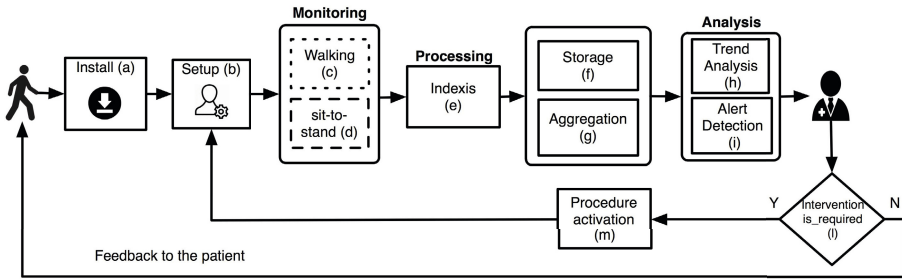 Monitoring
Analysis
Processing
Install (a)
Setup (b)
Walking
(c)
sit-to-
stand (d)
Indexis
(e)
Storage
(f)
Aggregation
(g)
Trend
Analysis
(h)
Alert
Detection
(i)
Y
Intervention
is_required
(l)
N
Procedure
activation
(m)
Feedback to the patient